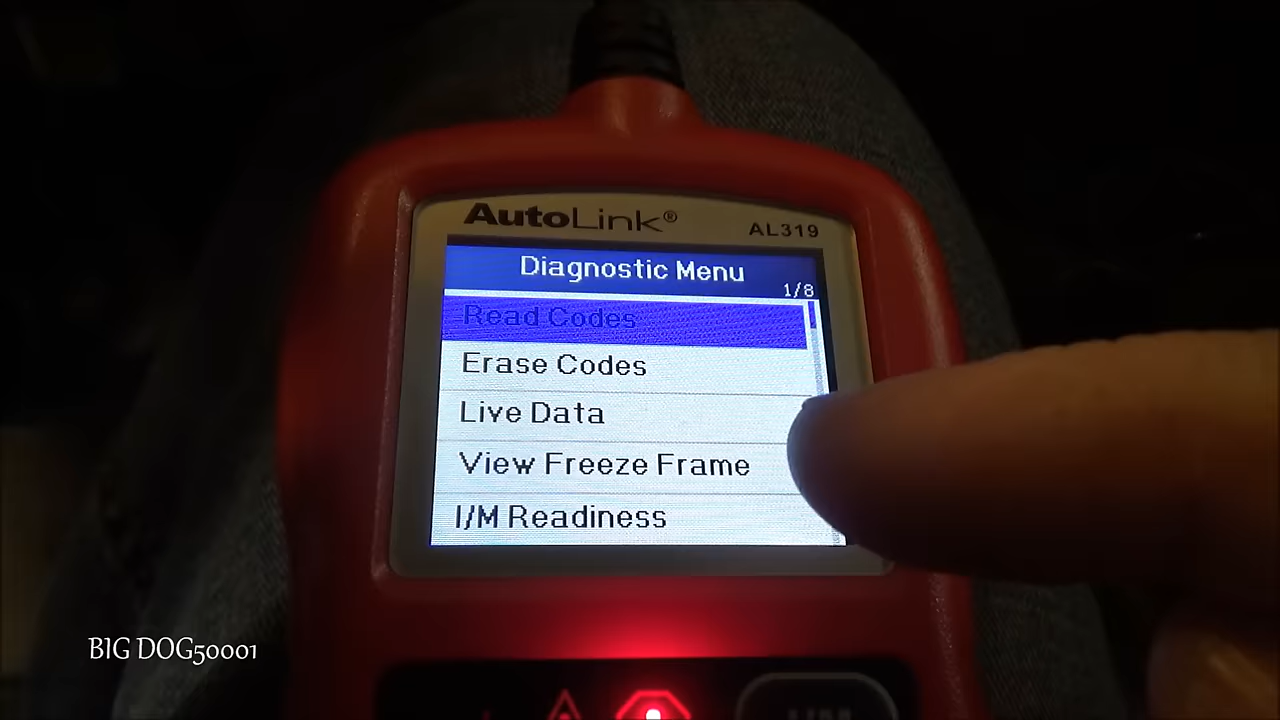 AutoLink®
AL319
Diagnostic Menu
1/8
Read Codes
Erase Codes
Live Data
View Freeze Frame
I/M Readiness
BIG DOG50001